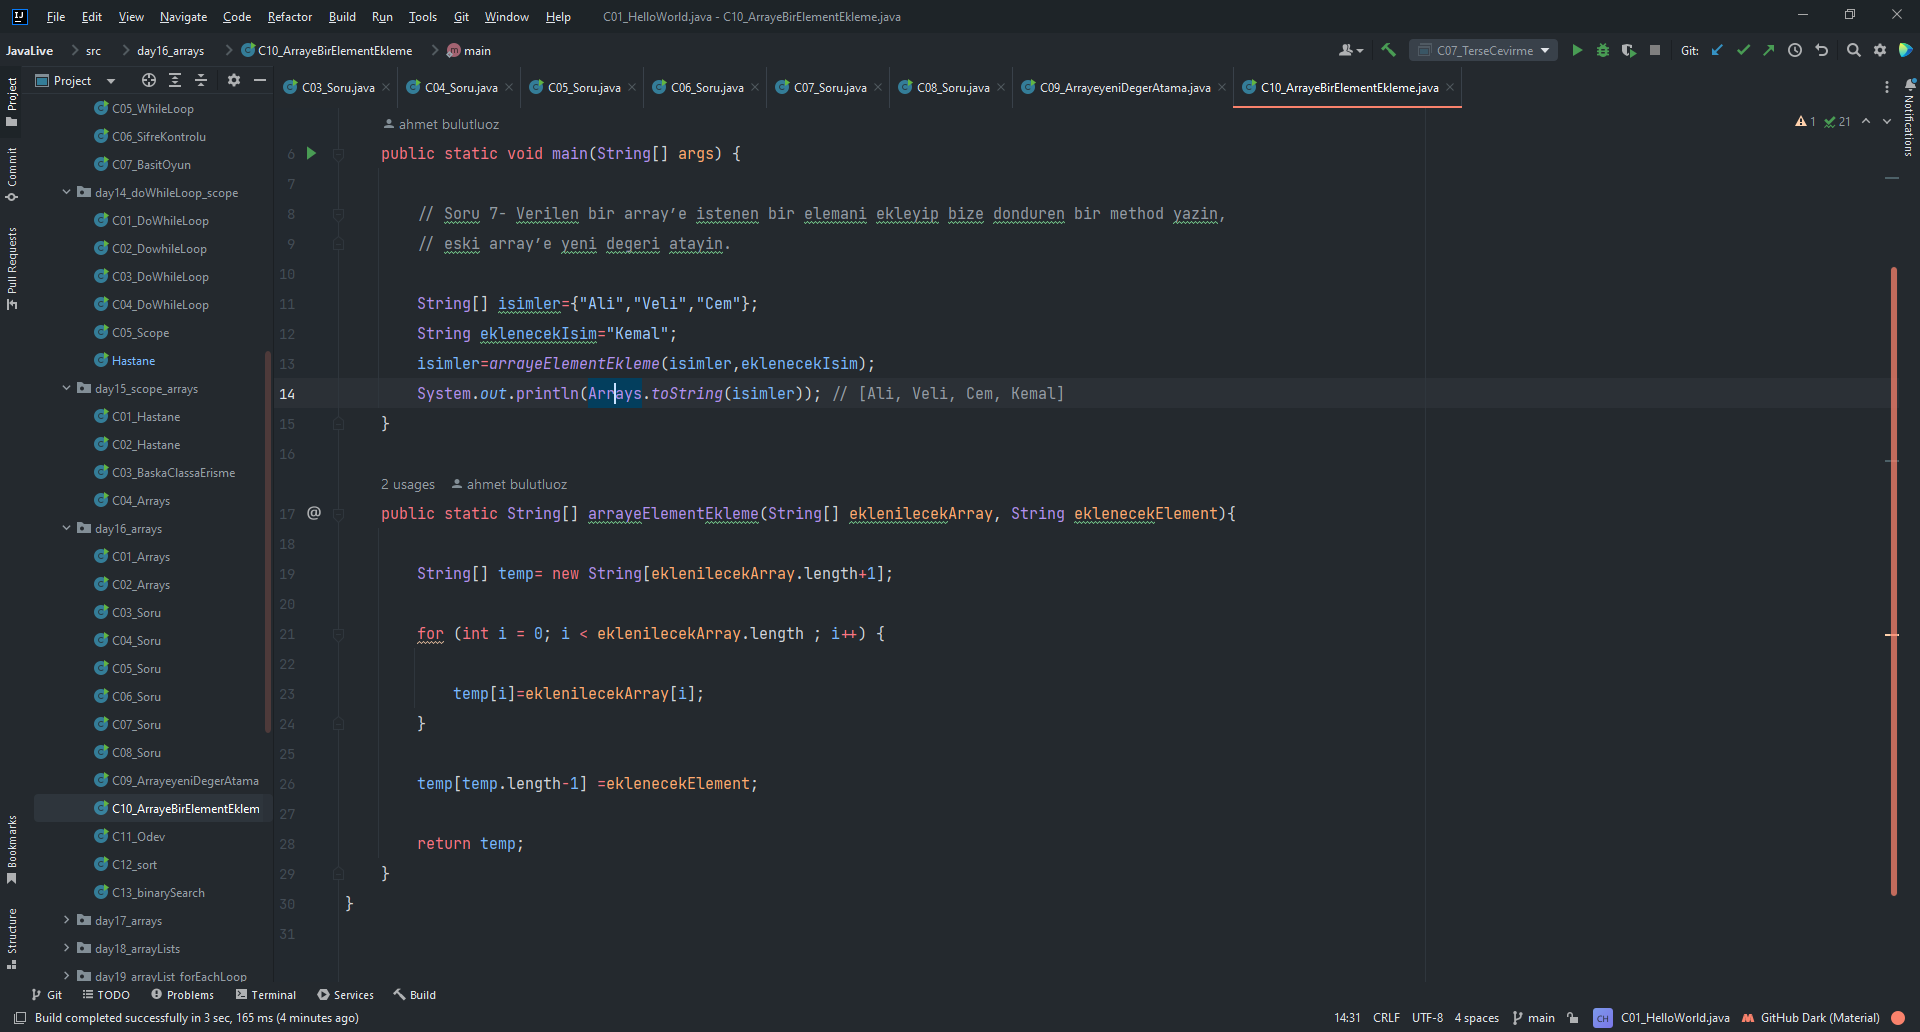 File Edit View Navigate Code Refactor Build Run Tools Git Window Help C01_HelloWorld.java - C10_ArrayeBirElementEkleme.java
JavaLive src day16_arrays C10_ArrayeBirElementEkleme main C07_TerseCevirme Git:
Project
C03_Soru.java C04_Soru.java C05_Soru.java C06_Soru.java C07_Soru.java C08_Soru.java C09_ArrayeyeniDegerAtama.java C10_ArrayeBirElementEkleme.java
Project
Commit
Pull Requests
Bookmarks
Structure
Notifications
C05_WhileLoop
C06_SifreKontrolu
C07_BasitOyun
day14_doWhileLoop_scope
C01_DoWhileLoop
C02_DowhileLoop
C03_DoWhileLoop
C04_DoWhileLoop
C05_Scope
Hastane
day15_scope_arrays
C01_Hastane
C02_Hastane
C03_BaskaClassaErisme
C04_Arrays
day16_arrays
C01_Arrays
C02_Arrays
C03_Soru
C04_Soru
C05_Soru
C06_Soru
C07_Soru
C08_Soru
C09_ArrayeyeniDegerAtama
C10_ArrayeBirElementEklem
C11_Odev
C12_sort
C13_binarySearch
day17_arrays
day18_arrayLists
day19_arrayList_forEachLoop
ahmet bulutluoz
1 21
6 public static void main(String[] args) {
7
8 // Soru 7- Verilen bir array'e istenen bir elemani ekleyip bize donduren bir method yazin,
9 // eski array'e yeni degeri atayin.
10
11 String[] isimler={"Ali","Veli","Cem"};
12 String eklenecekIsim="Kemal";
13 isimler=arrayeElementEkleme(isimler,eklenecekIsim);
14 System.out.println(Arrays.toString(isimler)); // [Ali, Veli, Cem, Kemal]
15 }
16
2 usages ahmet bulutluoz
17 @ public static String[] arrayeElementEkleme(String[] eklenilecekArray, String eklenecekElement){
18
19 String[] temp= new String[eklenilecekArray.length+1];
20
21 for (int i = 0; i < eklenilecekArray.length ; i++) {
22
23 temp[i]=eklenilecekArray[i];
24 }
25
26 temp[temp.length-1] =eklenecekElement;
27
28 return temp;
29 }
30 }
31
Git TODO Problems Terminal Services Build
Build completed successfully in 3 sec, 165 ms (4 minutes ago) 14:31 CRLF UTF-8 4 spaces main CH C01_HelloWorld.java GitHub Dark (Material)